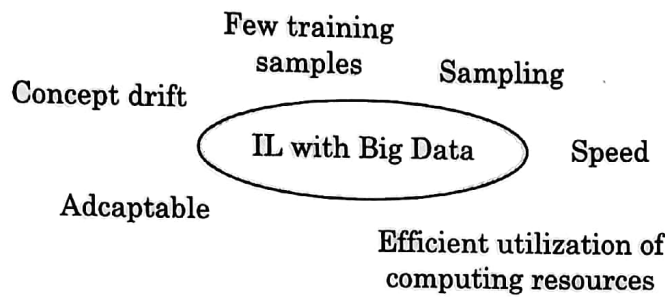 Few training
samples
Sampling
Concept drift
IL with Big Data
Speed
Adcaptable
Efficient utilization of
computing resources